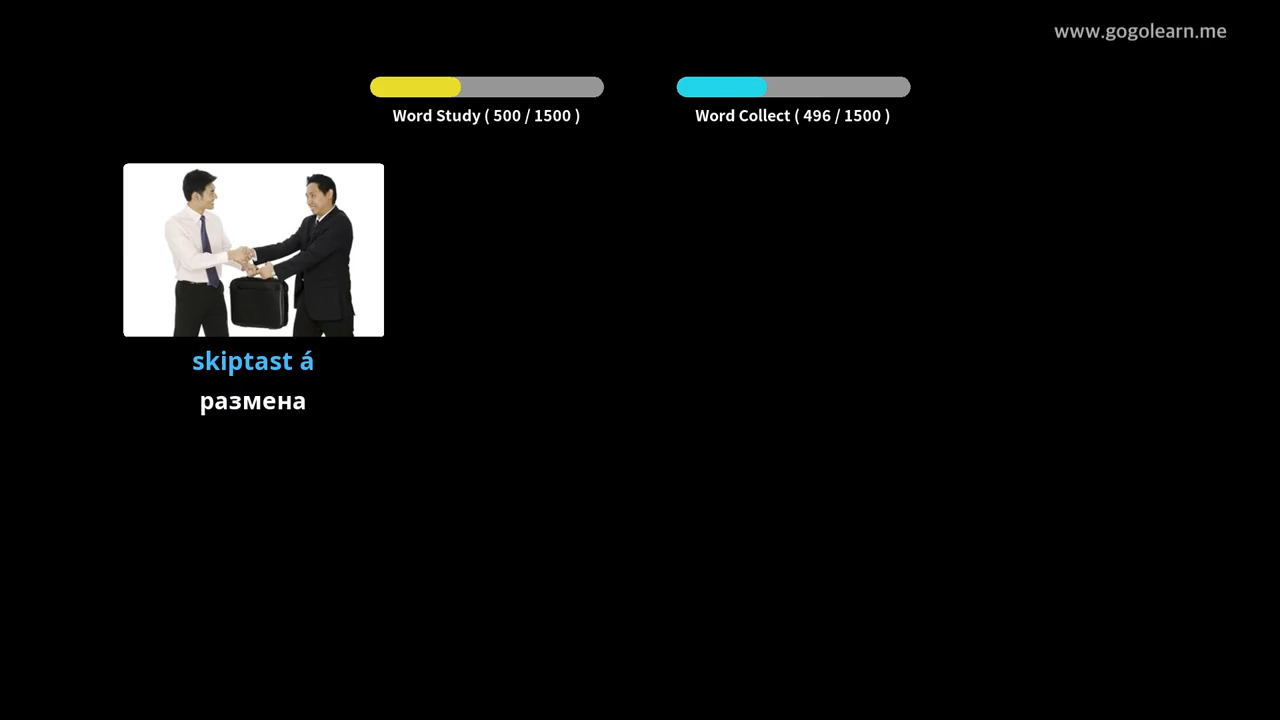 www.gogolearn.me
Word Study ( 500 / 1500 )
Word Collect ( 496 / 1500 )
skiptast á
размена